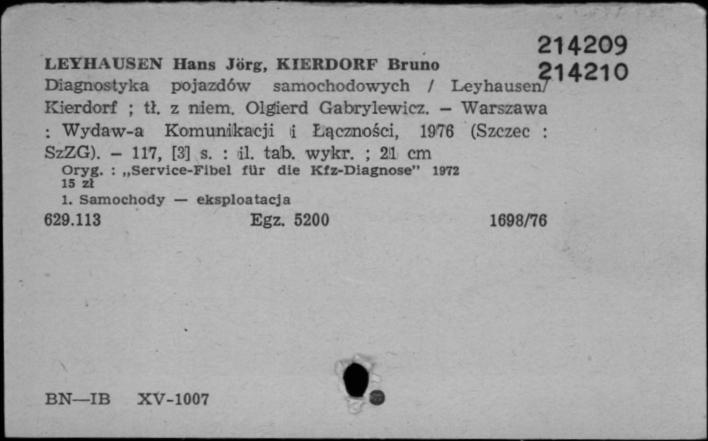 214209
LEYHAUSEN Hans Jörg, KIERDORF Bruno
214210
Diagnostyka pojazdów samochodowych / Leyhausen/
Kierdorf ; tł. z niem. Olgierd Gabrylewicz. — Warszawa
: Wydaw-a Komunikacji i Łączności, 1976 (Szczec :
SzZG). — 117, [3] s. : il. tab. wykr. ; 21 cm
Oryg. : „Service-Fibel für die Kfz-Diagnose" 1972
15 zł
1. Samochody — eksploatacja
629.113 Egz. 5200 1698/76
BN—IB XV-1007